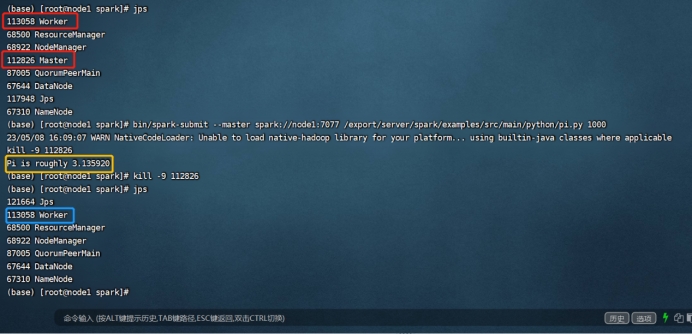 (base) [root@node1 spark]# jps
113058 Worker
68500 ResourceManager
68922 NodeManager
112826 Master
87005 QuorumPeerMain
67644 DataNode
117948 Jps
67310 NameNode
(base) [root@node1 spark]# bin/spark-submit --master spark://node1:7077 /export/server/spark/examples/src/main/python/pi.py 1000
23/05/08 16:09:07 WARN NativeCodeLoader: Unable to load native-hadoop library for your platform... using builtin-java classes where applicable
kill -9 112826
Pi is roughly 3.135920
(base) [root@node1 spark]# kill -9 112826
(base) [root@node1 spark]# jps
121664 Jps
113058 Worker
68500 ResourceManager
68922 NodeManager
87005 QuorumPeerMain
67644 DataNode
67310 NameNode
(base) [root@node1 spark]#
命令输入 (按ALT键提示历史,TAB键路径,ESC键返回,双击CTRL切换)
历史 选项